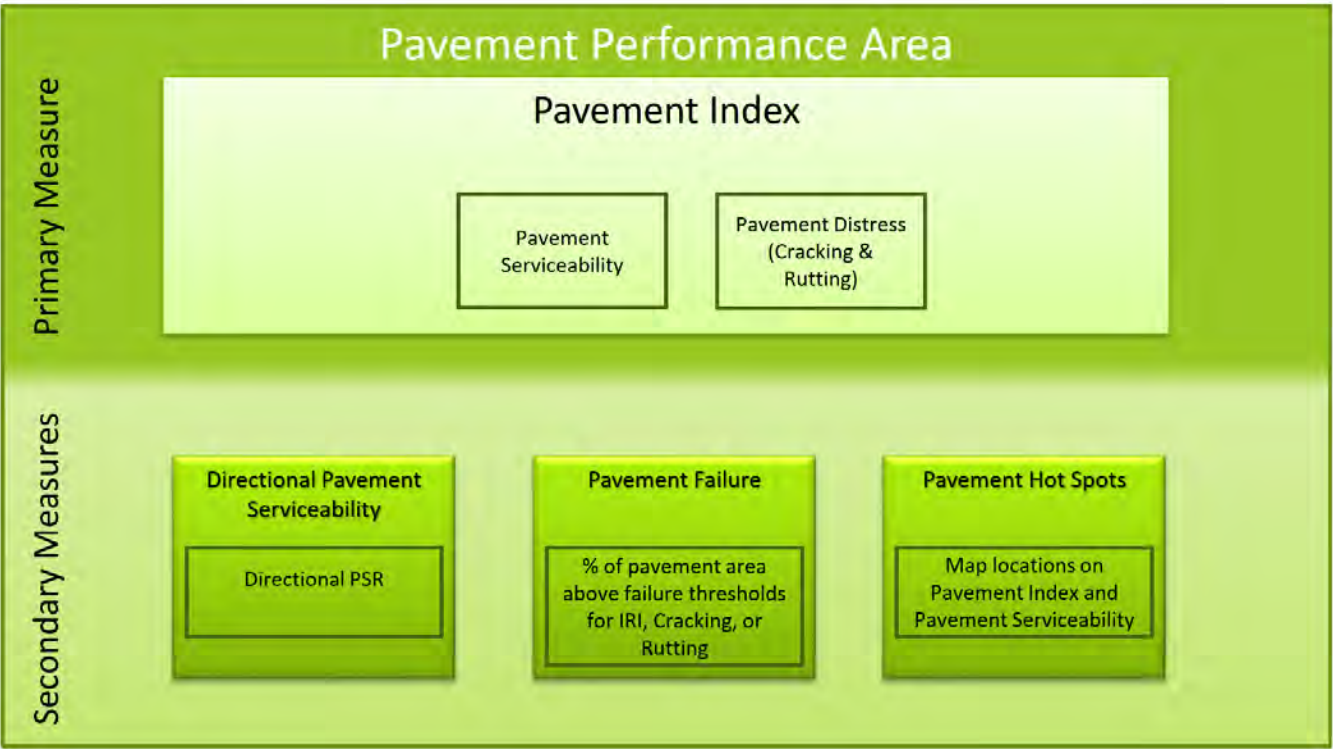 Pavement Performance Area
Primary Measure
Pavement Index
Pavement
Serviceability
Pavement Distress
(Cracking &
Rutting)
Secondary Measures
Directional Pavement
Serviceability
Directional PSR
Pavement Failure
% of pavement area
above failure thresholds
for IRI, Cracking, or
Rutting
Pavement Hot Spots
Map locations on
Pavement Index and
Pavement Serviceability